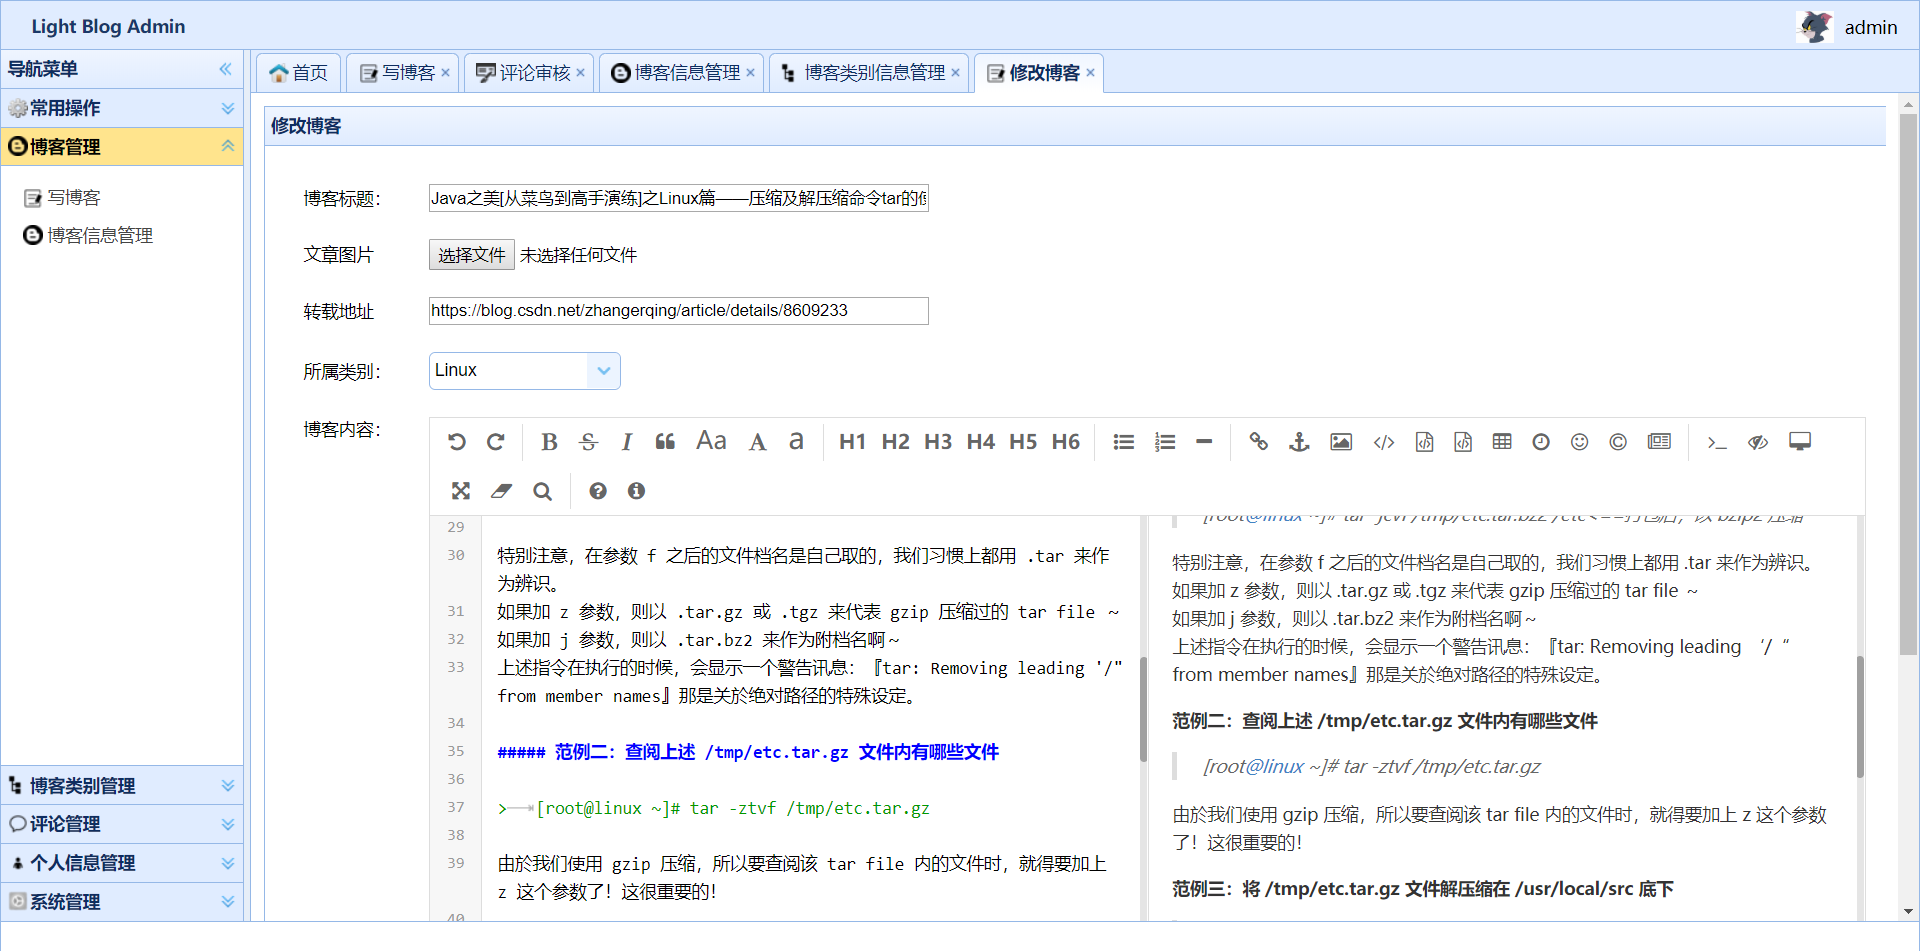 Light Blog Admin
admin
导航菜单
常用操作
博客管理
写博客
博客信息管理
博客类别管理
评论管理
个人信息管理
系统管理
首页 写博客 评论审核 博客信息管理 博客类别信息管理 修改博客
修改博客
博客标题： Java之美[从菜鸟到高手演练]之Linux篇——压缩及解压缩命令tar的
文章图片 选择文件 未选择任何文件
转载地址 https://blog.csdn.net/zhangerqing/article/details/8609233
所属类别： Linux
博客内容：
B S I Aa A a H1 H2 H3 H4 H5 H6
29
30 特别注意，在参数 f 之后的文件档名是自己取的，我们习惯上都用 .tar 来作
为辨识。
31 如果加 z 参数，则以 .tar.gz 或 .tgz 来代表 gzip 压缩过的 tar file ～
32 如果加 j 参数，则以 .tar.bz2 来作为附档名啊～
33 上述指令在执行的时候，会显示一个警告讯息：『tar: Removing leading '/"
from member names』那是关於绝对路径的特殊设定。
34
35 ##### 范例二：查阅上述 /tmp/etc.tar.gz 文件内有哪些文件
36
37 > [root@linux ~]# tar -ztvf /tmp/etc.tar.gz
38
39 由於我们使用 gzip 压缩，所以要查阅该 tar file 内的文件时，就得要加上
z 这个参数了！这很重要的！
40
[root@linux ~]# tar -jcvf /tmp/etc.tar.bz2 /etc<==打包后，以 bzip2 压缩
特别注意，在参数 f 之后的文件档名是自己取的，我们习惯上都用 .tar 来作为辨识。
如果加 z 参数，则以 .tar.gz 或 .tgz 来代表 gzip 压缩过的 tar file ～
如果加 j 参数，则以 .tar.bz2 来作为附档名啊～
上述指令在执行的时候，会显示一个警告讯息：『tar: Removing leading ‘/“
from member names』那是关於绝对路径的特殊设定。
范例二：查阅上述 /tmp/etc.tar.gz 文件内有哪些文件
[root@linux ~]# tar -ztvf /tmp/etc.tar.gz
由於我们使用 gzip 压缩，所以要查阅该 tar file 内的文件时，就得要加上 z 这个参数
了！这很重要的！
范例三：将 /tmp/etc.tar.gz 文件解压缩在 /usr/local/src 底下